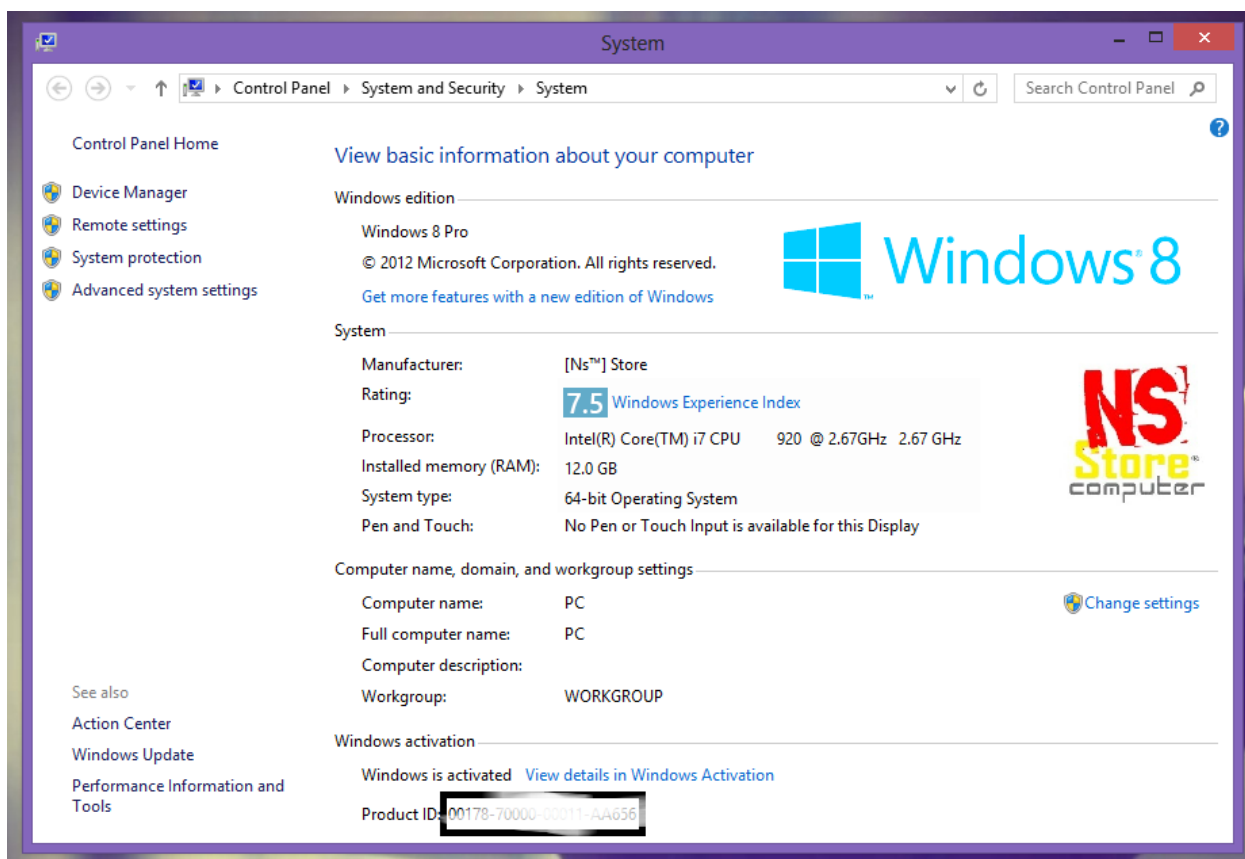 System
Control Panel System and Security System
Search Control Panel
?
Control Panel Home
Device Manager
Remote settings
System protection
Advanced system settings
View basic information about your computer
Windows edition
Windows 8 Pro
© 2012 Microsoft Corporation. All rights reserved.
Get more features with a new edition of Windows
Windows® 8
TM
System
Manufacturer: [Ns™] Store
Rating: 7.5 Windows Experience Index
Processor: Intel(R) Core(TM) i7 CPU 920 @ 2.67GHz 2.67 GHz
Installed memory (RAM): 12.0 GB
System type: 64-bit Operating System
Pen and Touch: No Pen or Touch Input is available for this Display
NS
Store®
computer
Computer name, domain, and workgroup settings
Computer name: PC
Change settings
Full computer name: PC
Computer description:
Workgroup: WORKGROUP
See also
Action Center
Windows Update
Performance Information and
Tools
Windows activation
Windows is activated View details in Windows Activation
Product ID: